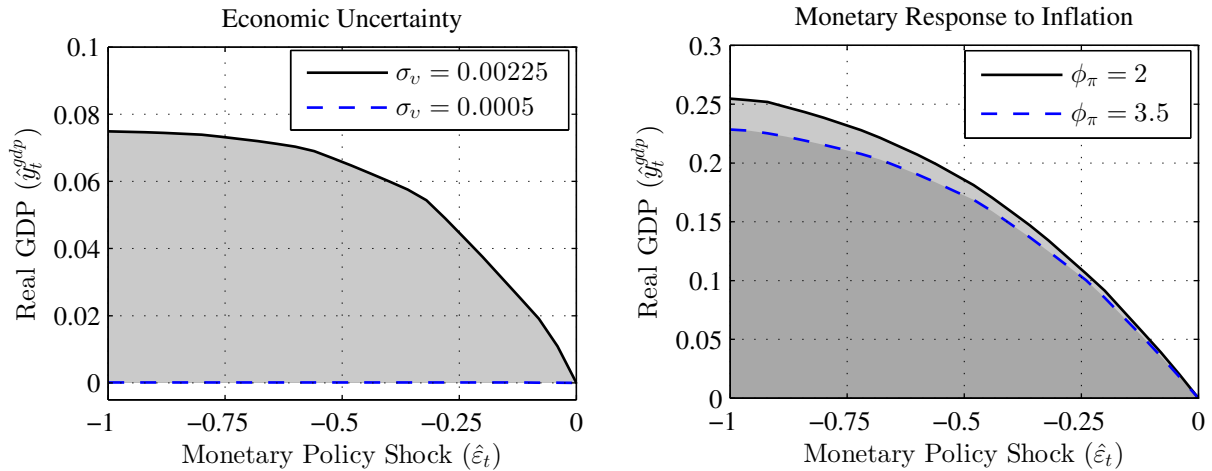 Economic Uncertainty
σ_υ = 0.00225
σ_υ = 0.0005
0.1
0.08
0.06
0.04
0.02
0
Real GDP (ŷ_t^{gdp})
−1
−0.75
−0.5
−0.25
0
Monetary Policy Shock (ε̂_t)
Monetary Response to Inflation
ϕ_π = 2
ϕ_π = 3.5
0.3
0.25
0.2
0.15
0.1
0.05
0
Real GDP (ŷ_t^{gdp})
−1
−0.75
−0.5
−0.25
0
Monetary Policy Shock (ε̂_t)